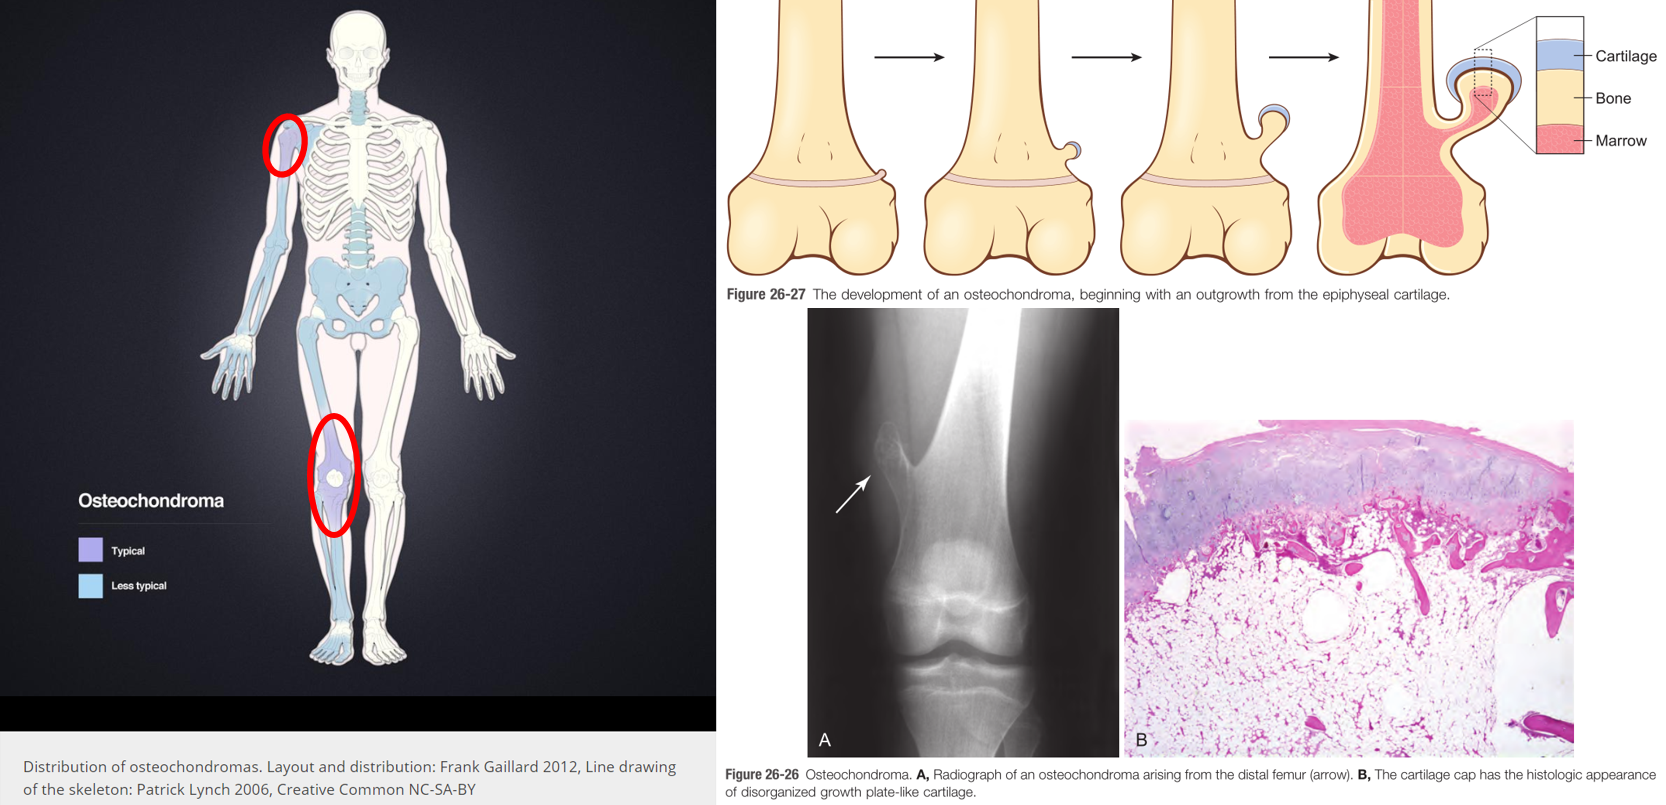 Osteochondroma
Typical
Less typical
Distribution of osteochondromas. Layout and distribution: Frank Gaillard 2012, Line drawing
of the skeleton: Patrick Lynch 2006, Creative Common NC-SA-BY
Cartilage
Bone
Marrow
Figure 26-27 The development of an osteochondroma, beginning with an outgrowth from the epiphyseal cartilage.
A
B
Figure 26-26 Osteochondroma. A, Radiograph of an osteochondroma arising from the distal femur (arrow). B, The cartilage cap has the histologic appearance
of disorganized growth plate-like cartilage.